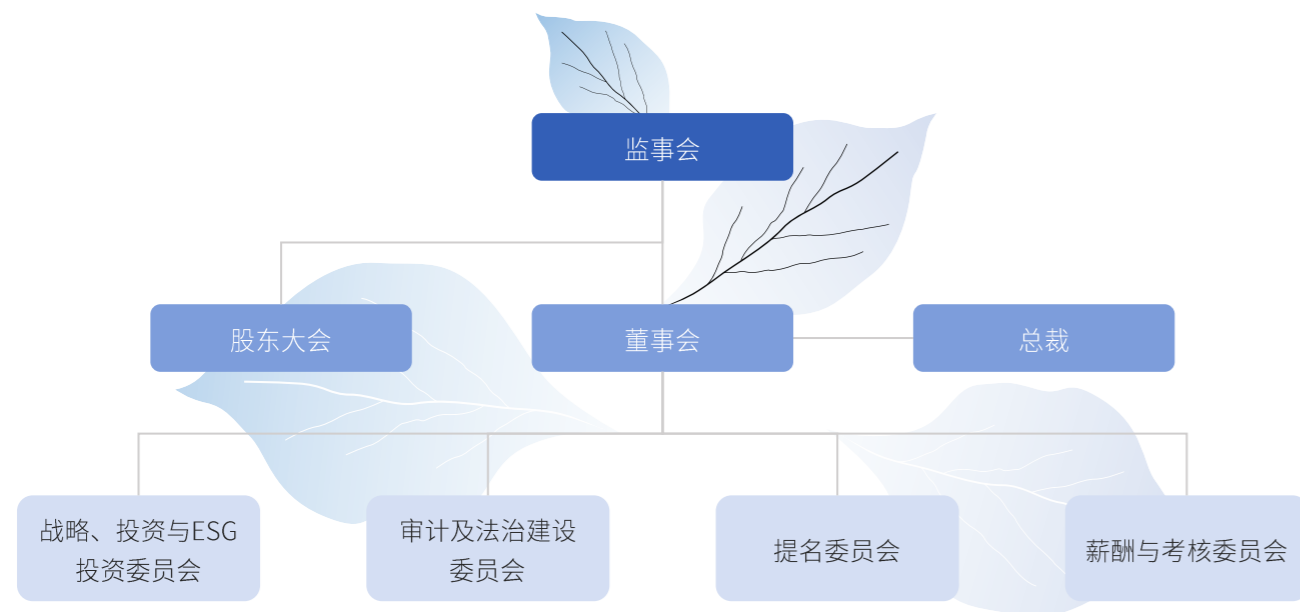 监事会
股东大会
董事会
总裁
战略、投资与ESG
投资委员会
审计及法治建设
委员会
提名委员会
薪酬与考核委员会